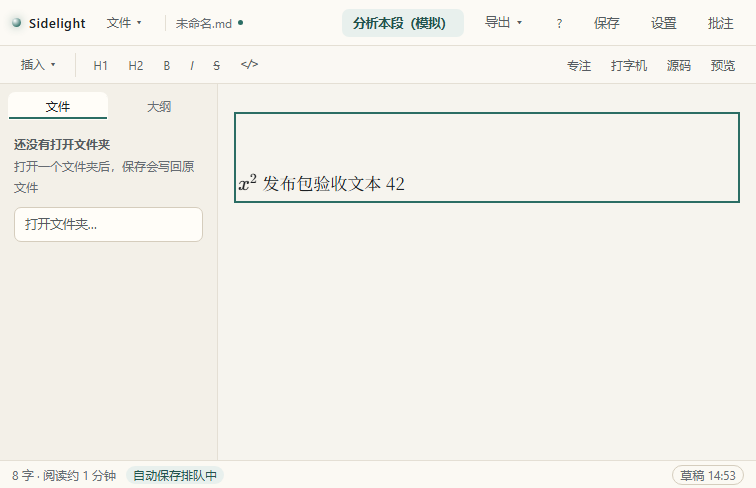 Sidelight 文件 ▾ 未命名.md ● 分析本段（模拟） 导出 ▾ ? 保存 设置 批注
插入 ▾ H1 H2 B I S </> 专注 打字机 源码 预览
文件 大纲
还没有打开文件夹
打开一个文件夹后，保存会写回原
文件
打开文件夹...
x² 发布包验收文本 42
8 字 · 阅读约 1 分钟 自动保存排队中 草稿 14:53